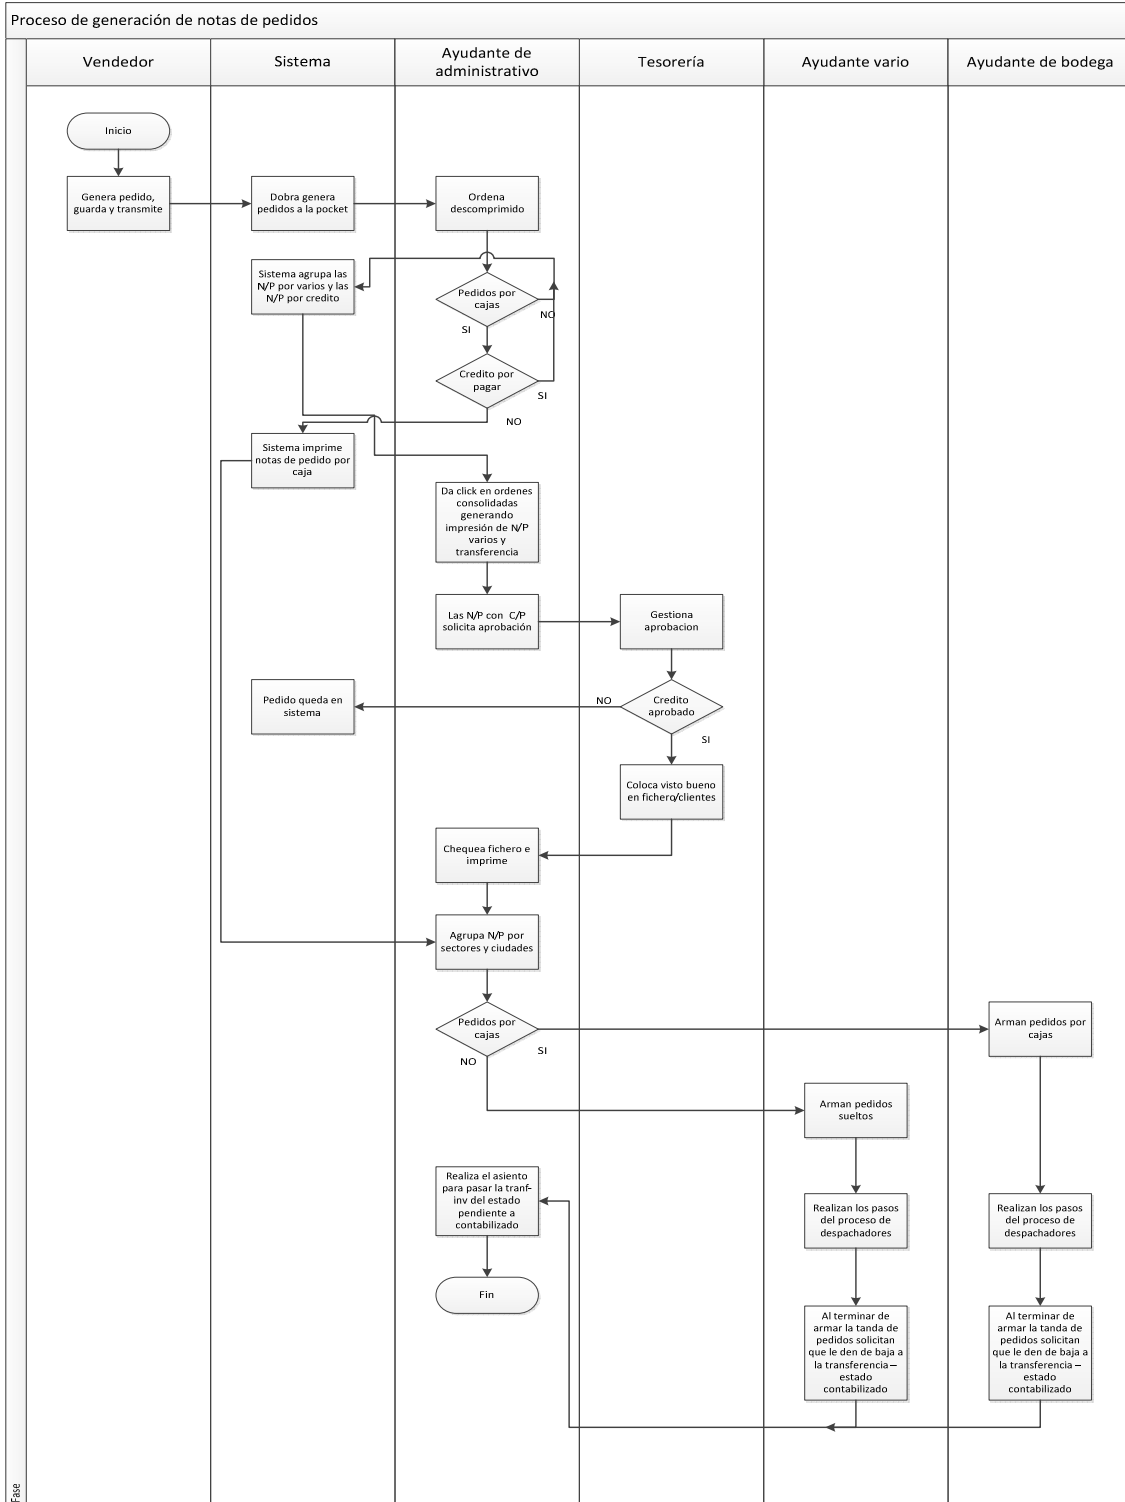 Proceso de generación de notas de pedidos
Vendedor
Sistema
Ayudante de
administrativo
Tesorería
Ayudante vario
Ayudante de bodega
Inicio
Genera pedido,
guarda y transmite
Dobra genera
pedidos a la pocket
Ordena
descomprimido
Sistema agrupa las
N/P por varios y las
N/P por credito
Pedidos por
cajas
NO
SI
Credito por
pagar
SI
NO
Sistema imprime
notas de pedido por
caja
Da click en ordenes
consolidadas
generando
impresión de N/P
varios y
transferencia
Las N/P con C/P
solicita aprobación
Gestiona
aprobacion
Pedido queda en
sistema
NO
Credito
aprobado
SI
Coloca visto bueno
en fichero/clientes
Chequea fichero e
imprime
Agrupa N/P por
sectores y ciudades
Pedidos por
cajas
SI
NO
Arman pedidos por
cajas
Arman pedidos
sueltos
Realiza el asiento
para pasar la tranf-
inv del estado
pendiente a
contabilizado
Realizan los pasos
del proceso de
despachadores
Realizan los pasos
del proceso de
despachadores
Fin
Al terminar de
armar la tanda de
pedidos solicitan
que le den de baja a
la transferencia –
estado
contabilizado
Al terminar de
armar la tanda de
pedidos solicitan
que le den de baja a
la transferencia –
estado
contabilizado
Fase